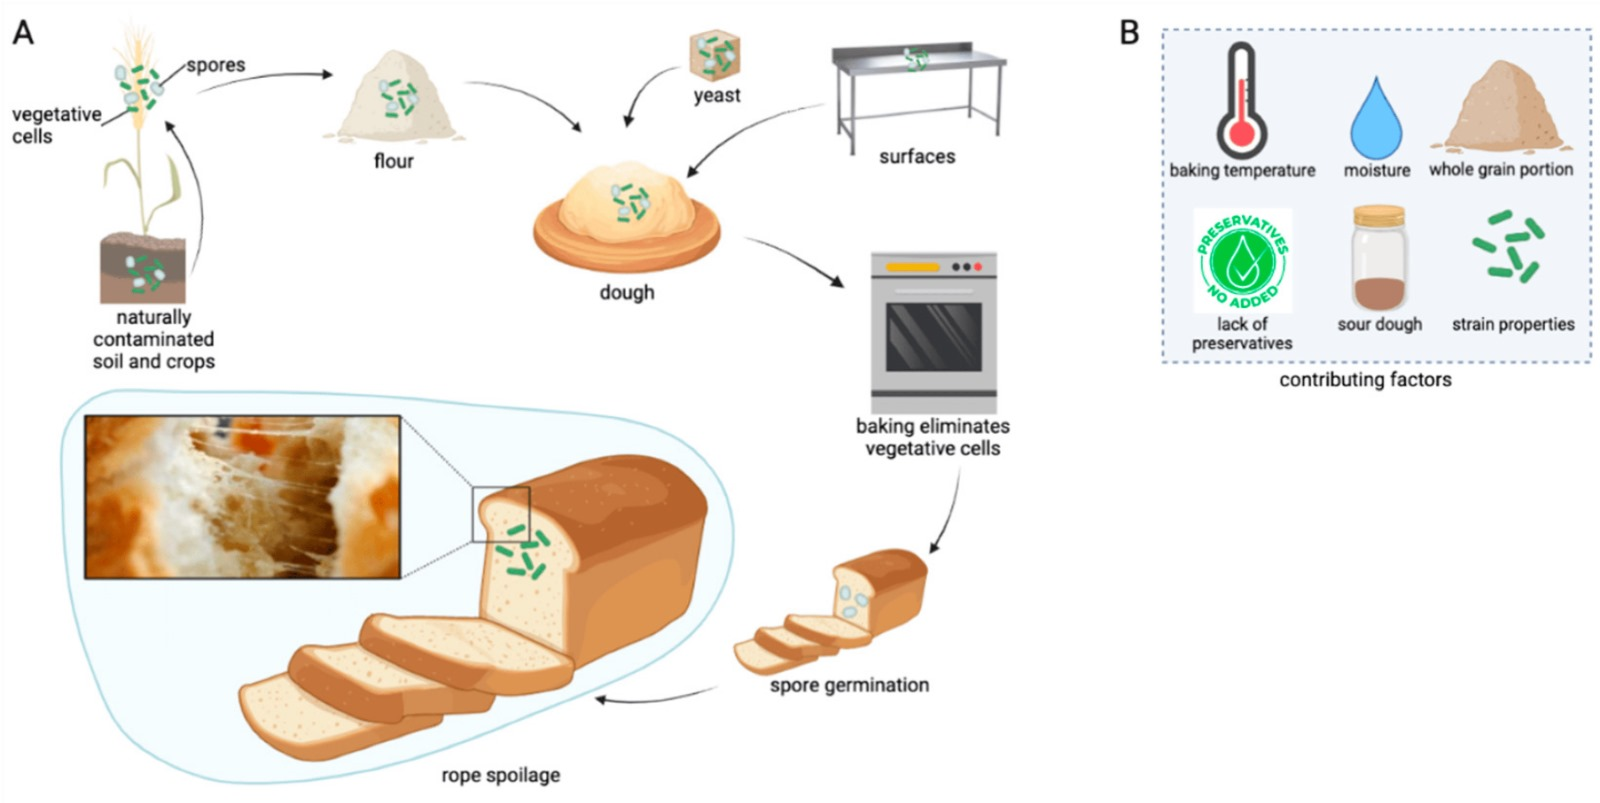 A
spores
vegetative
cells
flour
yeast
surfaces
dough
naturally
contaminated
soil and crops
baking eliminates
vegetative cells
spore germination
rope spoilage
B
baking temperature
moisture
whole grain portion
PRESERVATIVES
NO ADDED
lack of
preservatives
sour dough
strain properties
contributing factors